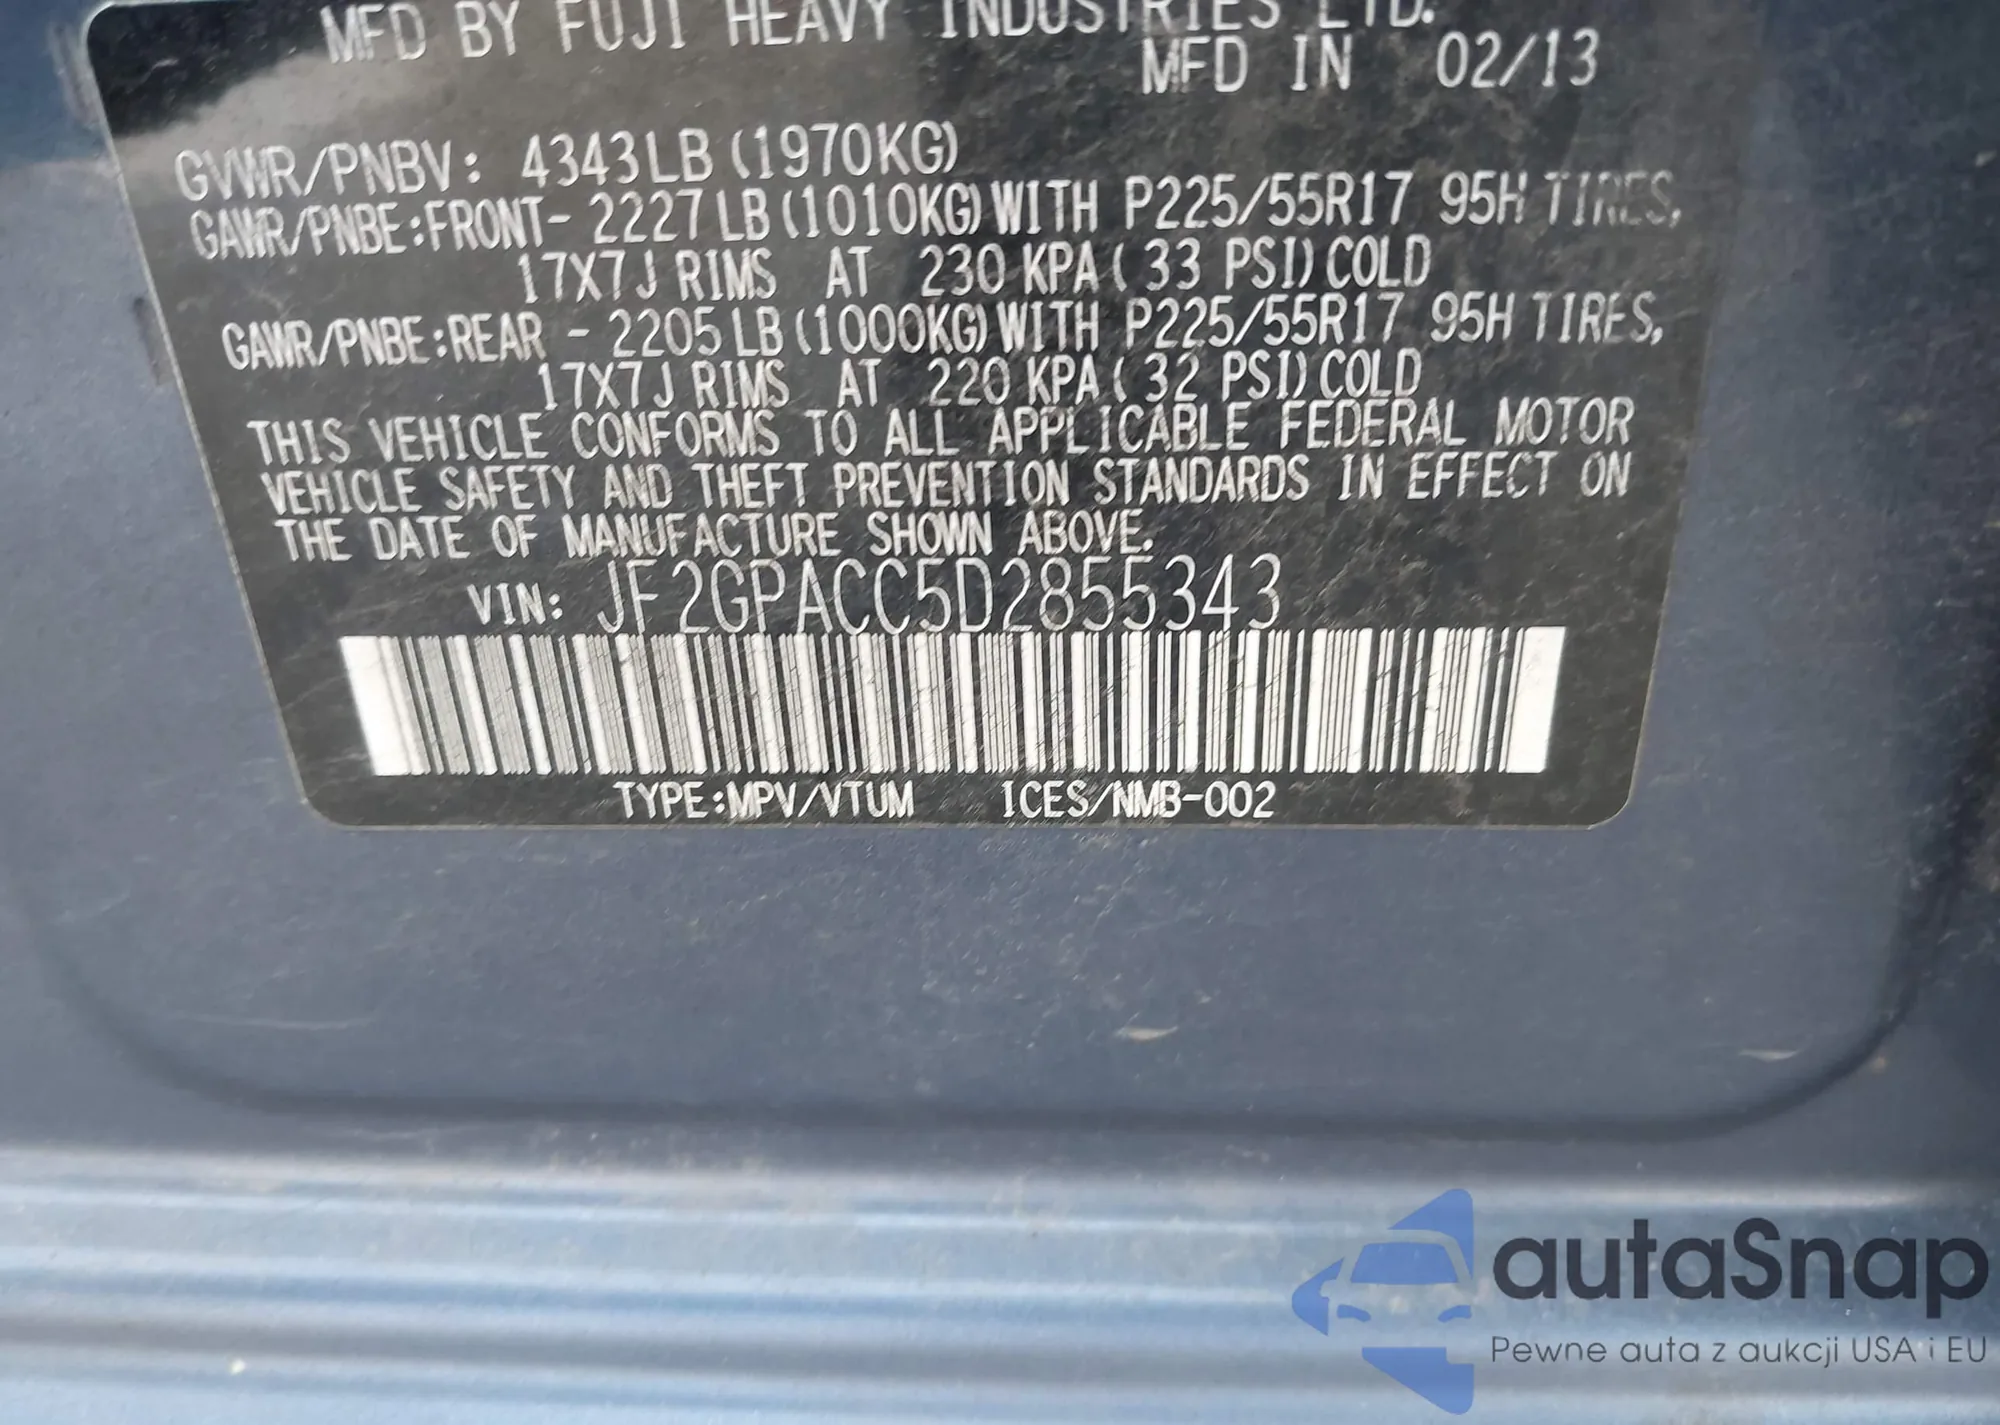 MFD BY FUJI HEAVY INDUSTRIES LTD.
MFD IN 02/13
GVWR/PNBV: 4343LB (1970KG)
GAWR/PNBE:FRONT- 2227LB (1010KG) WITH P225/55R17 95H TIRES,
17X7J RIMS AT 230 KPA ( 33 PSI) COLD
GAWR/PNBE:REAR - 2205LB (1000KG) WITH P225/55R17 95H TIRES,
17X7J RIMS AT 220 KPA ( 32 PSI) COLD
THIS VEHICLE CONFORMS TO ALL APPLICABLE FEDERAL MOTOR
VEHICLE SAFETY AND THEFT PREVENTION STANDARDS IN EFFECT ON
THE DATE OF MANUFACTURE SHOWN ABOVE.
VIN: JF2GPACC5D2855343
TYPE:MPV/VTUM ICES/NMB-002
autaSnap
Pewne auta z aukcji USA i EU